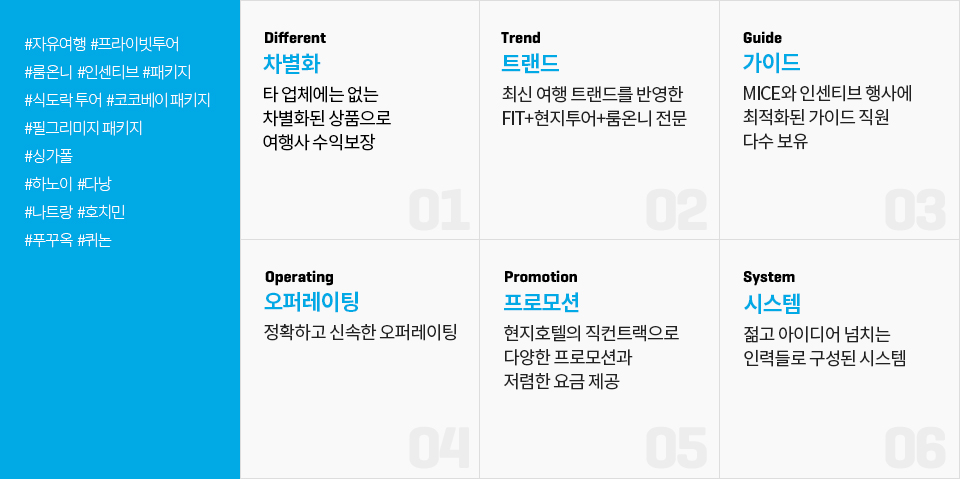 #자유여행 #프라이빗투어
#룸온니 #인센티브 #패키지
#식도락 투어 #코코베이 패키지
#필그리미지 패키지
#싱가폴
#하노이 #다낭
#나트랑 #호치민
#푸꾸옥 #퀴논
Different
차별화
타 업체에는 없는
차별화된 상품으로
여행사 수익보장
01
Trend
트랜드
최신 여행 트랜드를 반영한
FIT+현지투어+룸온니 전문
02
Guide
가이드
MICE와 인센티브 행사에
최적화된 가이드 직원
다수 보유
03
Operating
오퍼레이팅
정확하고 신속한 오퍼레이팅
04
Promotion
프로모션
현지호텔의 직컨트랙으로
다양한 프로모션과
저렴한 요금 제공
05
System
시스템
젊고 아이디어 넘치는
인력들로 구성된 시스템
06